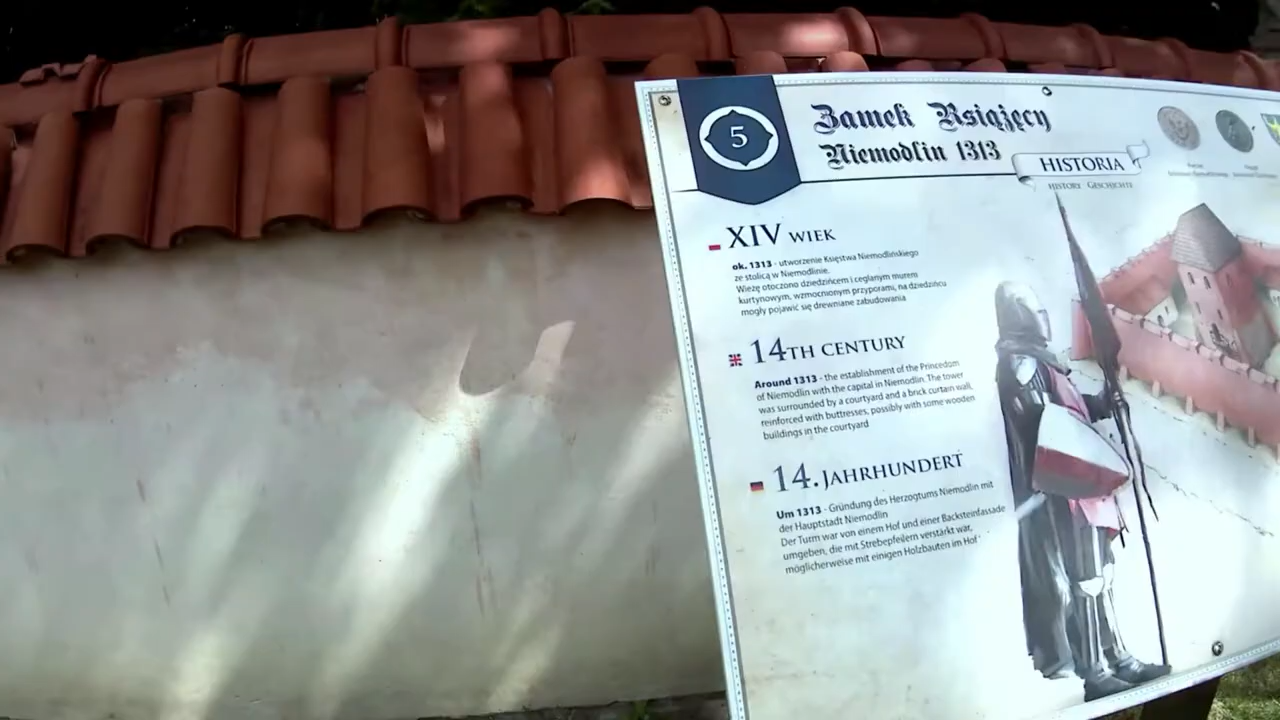 5
Zamek Książęcy
Niemodlin 1313
HISTORIA
HISTORY GESCHICHTE
XIV WIEK
ok. 1313 - utworzenie Księstwa Niemodlińskiego
ze stolicą w Niemodlinie.
Wieżę otoczono dziedzińcem i ceglanym murem
kurtynowym, wzmocnionym przyporami, na dziedzińcu
mogły pojawić się drewniane zabudowania
14TH CENTURY
Around 1313 - the establishment of the Princedom
of Niemodlin with the capital in Niemodlin. The tower
was surrounded by a courtyard and a brick curtain wall,
reinforced with buttresses, possibly with some wooden
buildings in the courtyard
14. JAHRHUNDERT
Um 1313 - Gründung des Herzogtums Niemodlin mit
der Hauptstadt Niemodlin
Der Turm war von einem Hof und einer Backsteinfassade
umgeben, die mit Strebepfeilern verstärkt war,
möglicherweise mit einigen Holzbauten im Hof